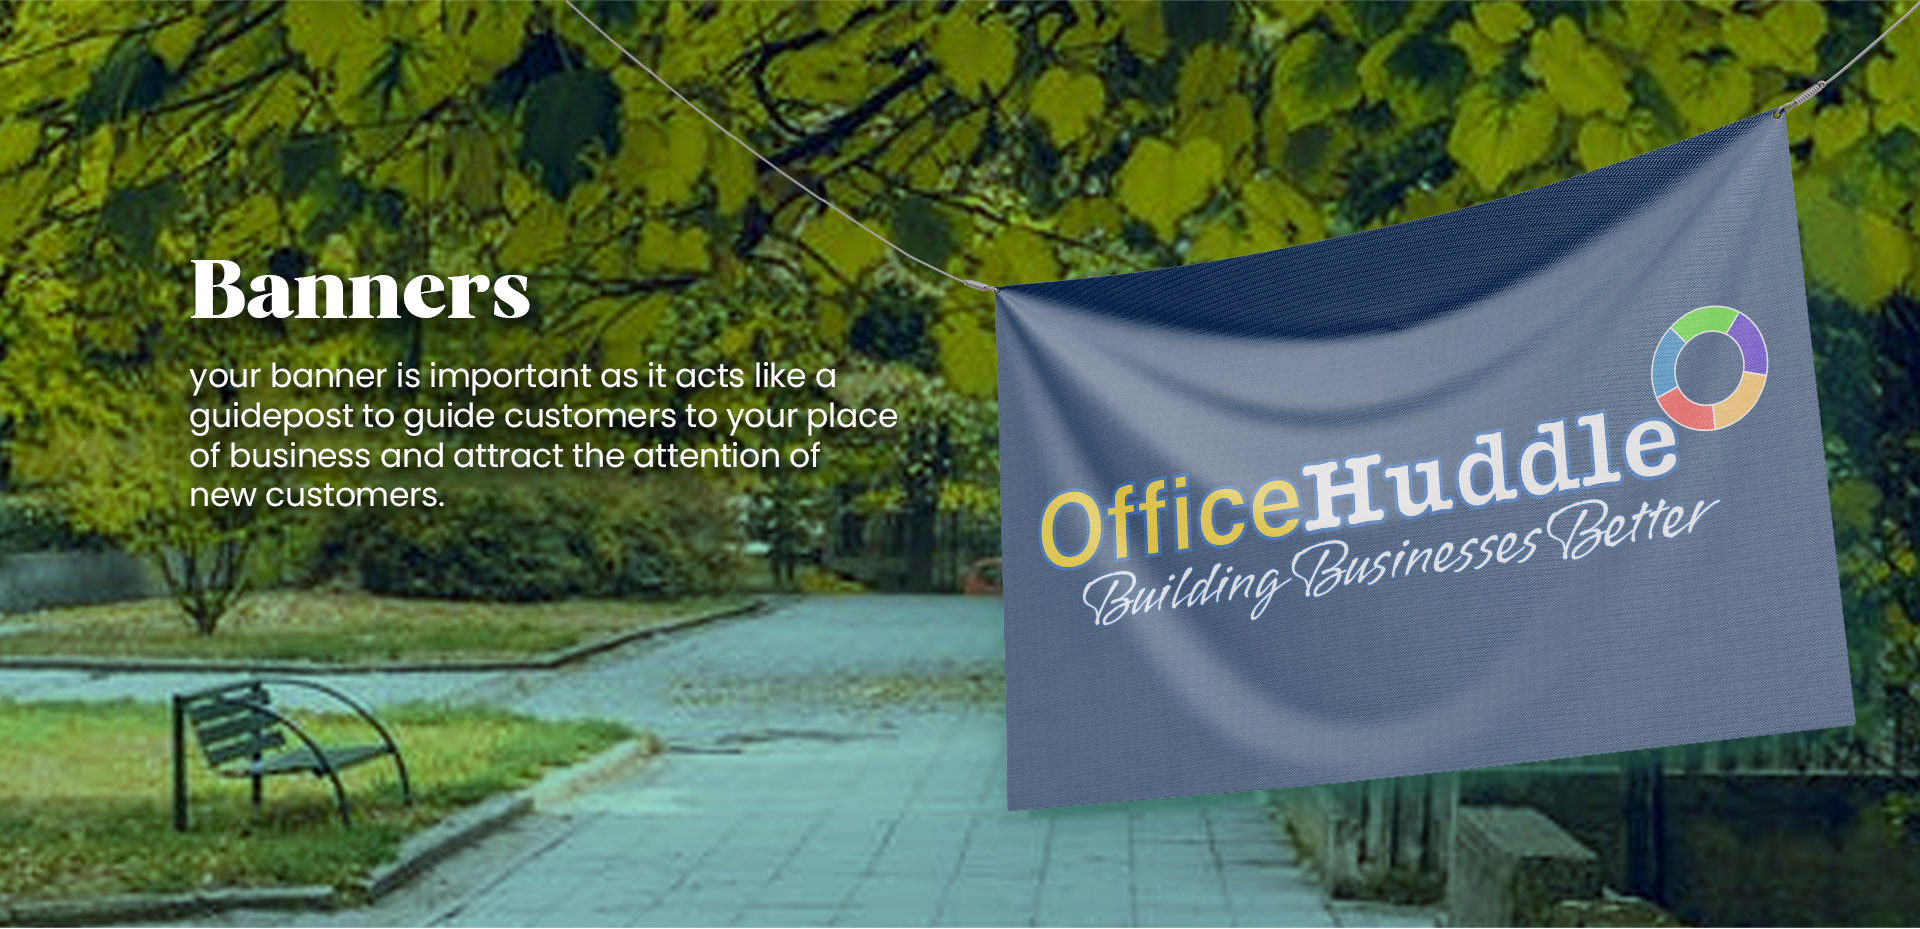 Banners
your banner is important as it acts like a
guidepost to guide customers to your place
of business and attract the attention of
new customers.
OfficeHuddle
Building Businesses Better